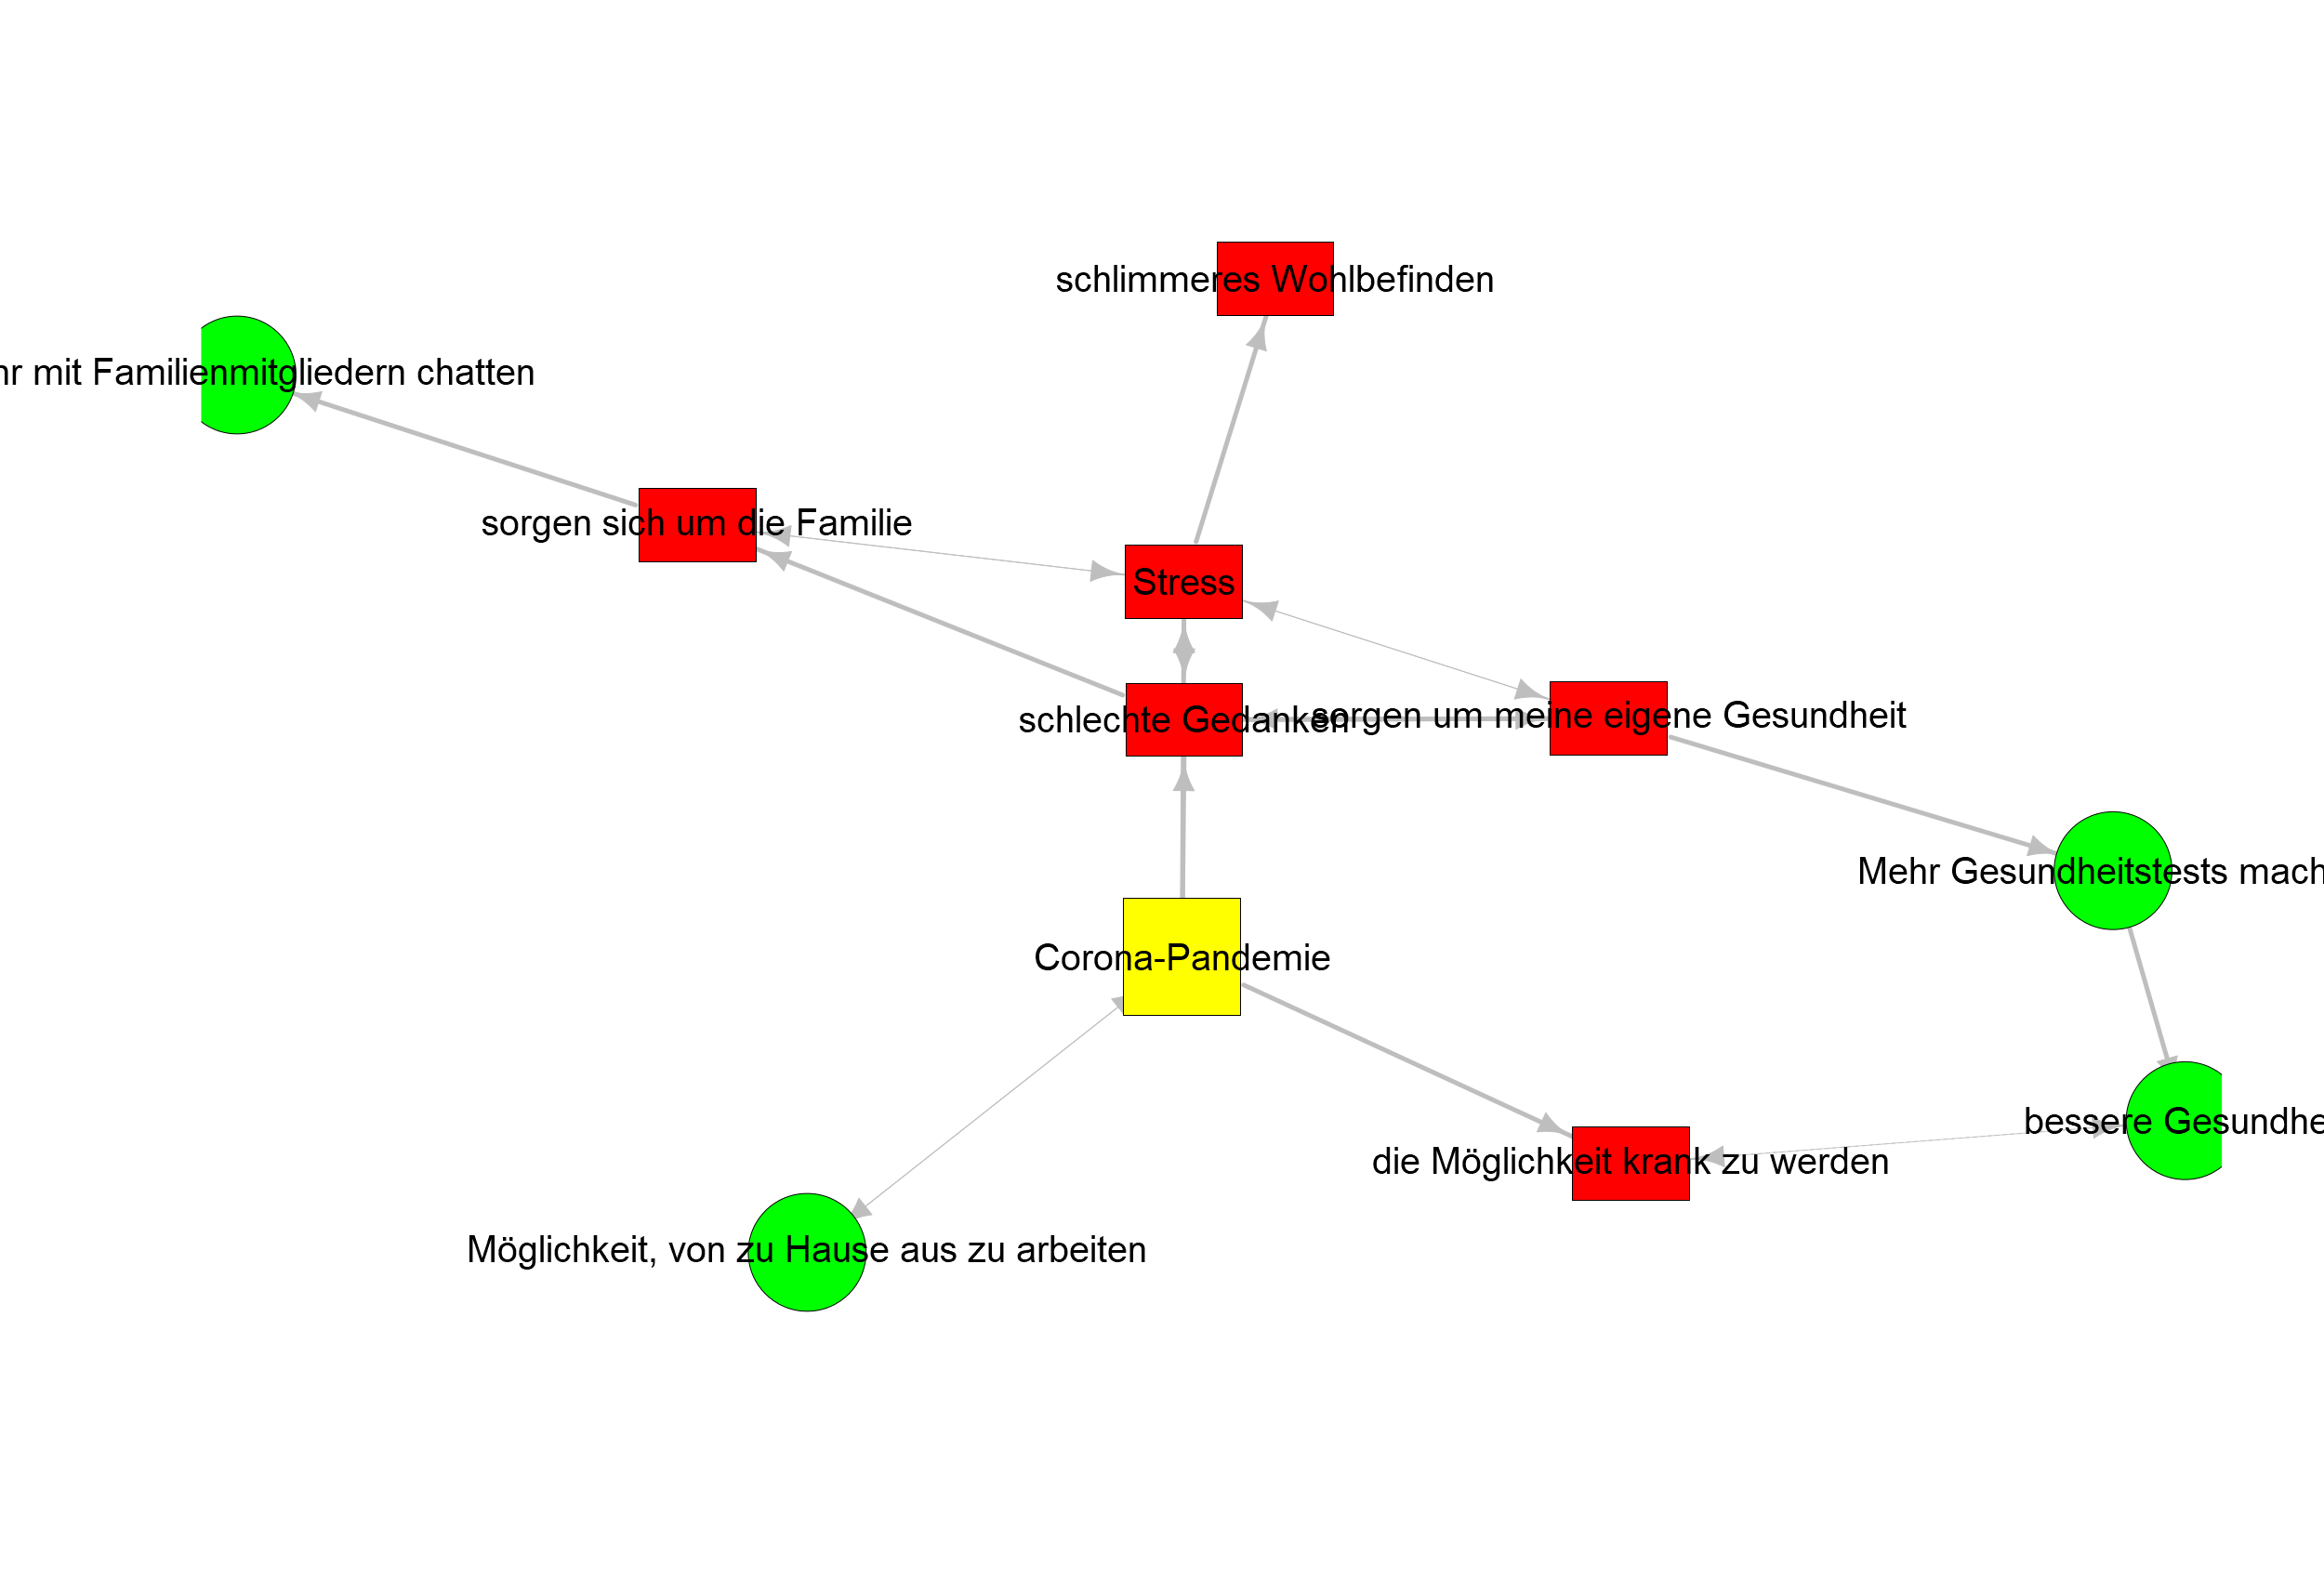 schlimmeres Wohlbefinden
hr mit Familienmitgliedern chatten
sorgen sich um die Familie
Stress
schlechte Gedanken
sorgen um meine eigene Gesundheit
Mehr Gesundheitstests mach
Corona-Pandemie
bessere Gesundhe
die Möglichkeit krank zu werden
Möglichkeit, von zu Hause aus zu arbeiten